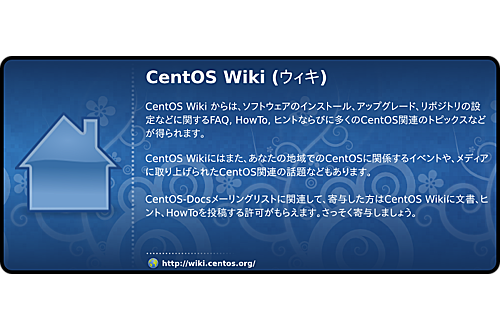 CentOS Wiki (ウィキ)
CentOS Wiki からは、ソフトウェアのインストール、アップグレード、リポジトリの設
定などに関するFAQ, HowTo, ヒントならびに多くのCentOS関連のトピックスなど
が得られます。
CentOS Wikiにはまた、あなたの地域でのCentOSに関係するイベントや、メディア
に取り上げられたCentOS関連の話題などもあります。
CentOS-Docsメーリングリストに関連して、寄与した方はCentOS Wikiに文書、ヒ
ント、HowToを投稿する許可がもらえます。さっそく寄与しましょう。
http://wiki.centos.org/